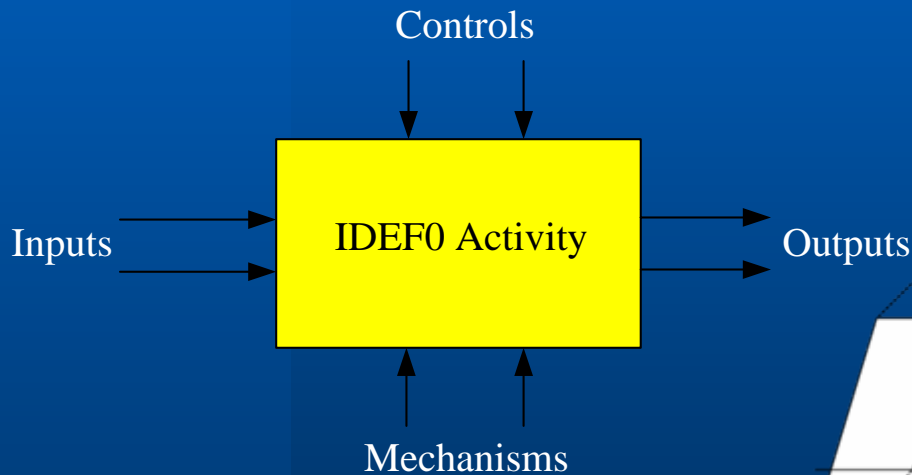 Controls
Inputs
IDEF0 Activity
Outputs
Mechanisms